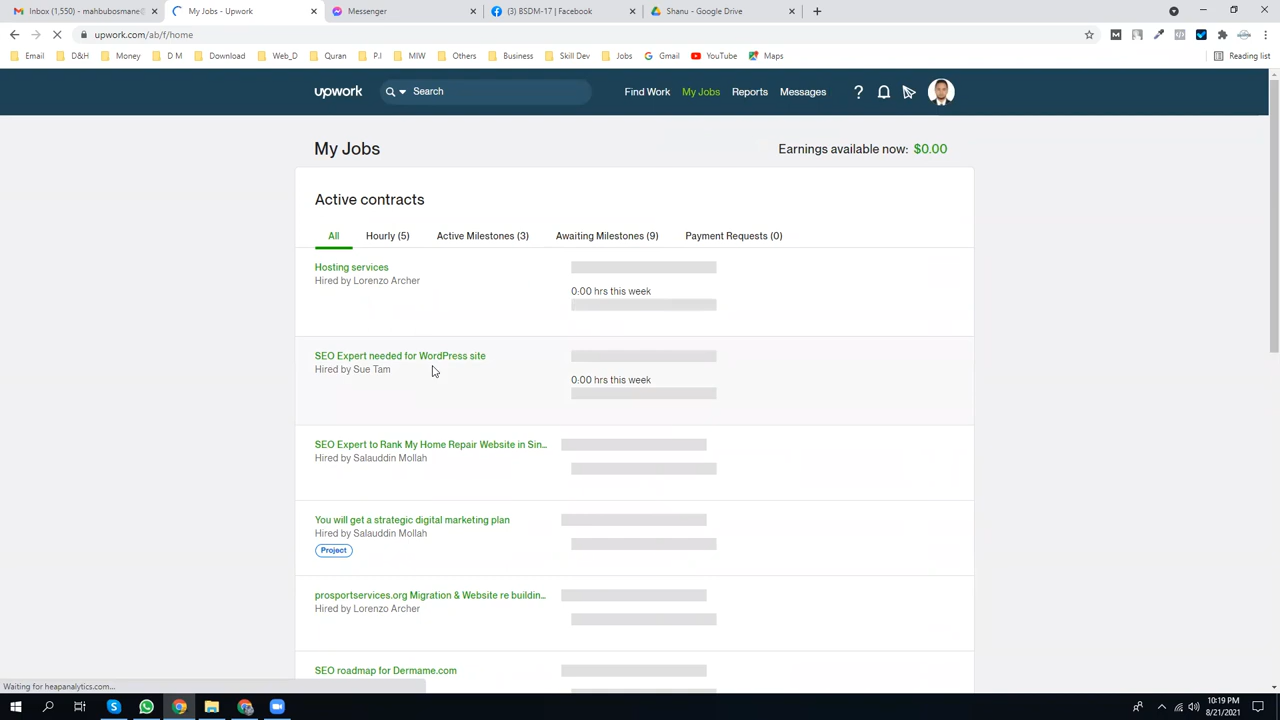 Inbox (1,550) - mahbubosmane@
My Jobs - Upwork
Messenger
(3) BSDM-17 | Facebook
Shanu - Google Drive
upwork.com/ab/f/home
Email
D&H
Money
D M
Download
Web_D
Quran
P.I
MIW
Others
Business
Skill Dev
Jobs
Gmail
YouTube
Maps
Reading list
upwork
Search
Find Work
My Jobs
Reports
Messages
My Jobs
Earnings available now: $0.00
Active contracts
All
Hourly (5)
Active Milestones (3)
Awaiting Milestones (9)
Payment Requests (0)
Hosting services
Hired by Lorenzo Archer
0:00 hrs this week
SEO Expert needed for WordPress site
Hired by Sue Tam
0:00 hrs this week
SEO Expert to Rank My Home Repair Website in Sin...
Hired by Salauddin Mollah
You will get a strategic digital marketing plan
Hired by Salauddin Mollah
Project
prosportservices.org Migration & Website re buildin...
Hired by Lorenzo Archer
SEO roadmap for Dermame.com
Waiting for heapanalytics.com...
10:19 PM
8/21/2021